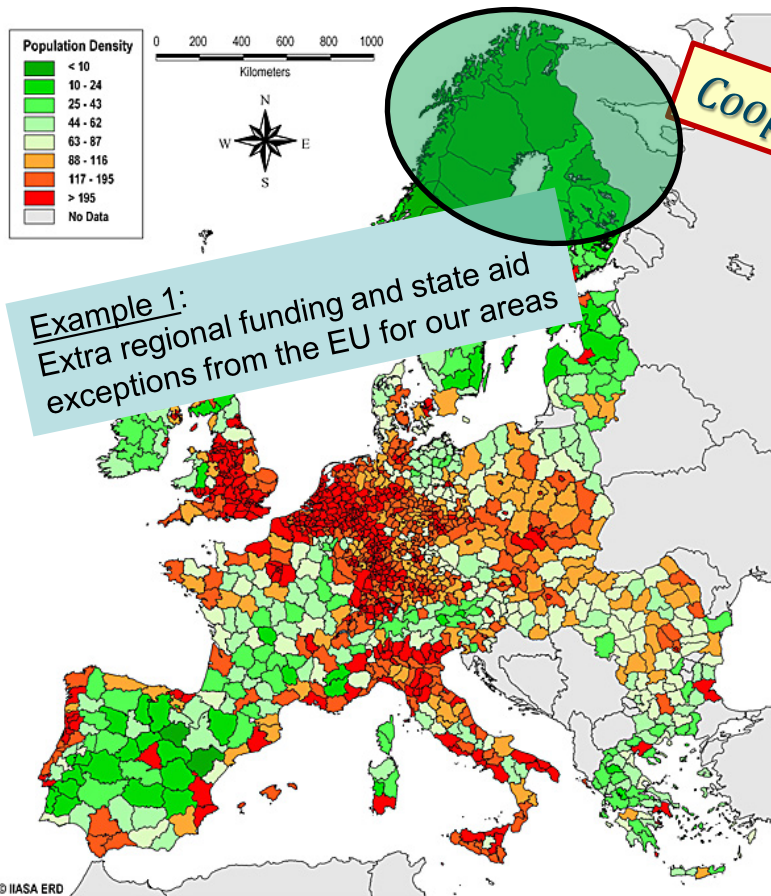 Population Density
< 10
10 - 24
25 - 43
44 - 62
63 - 87
88 - 116
117 - 195
> 195
No Data
0 200 400 600 800 1000
Kilometers
N
W E
S
Example 1:
Extra regional funding and state aid
exceptions from the EU for our areas
© IIASA ERD